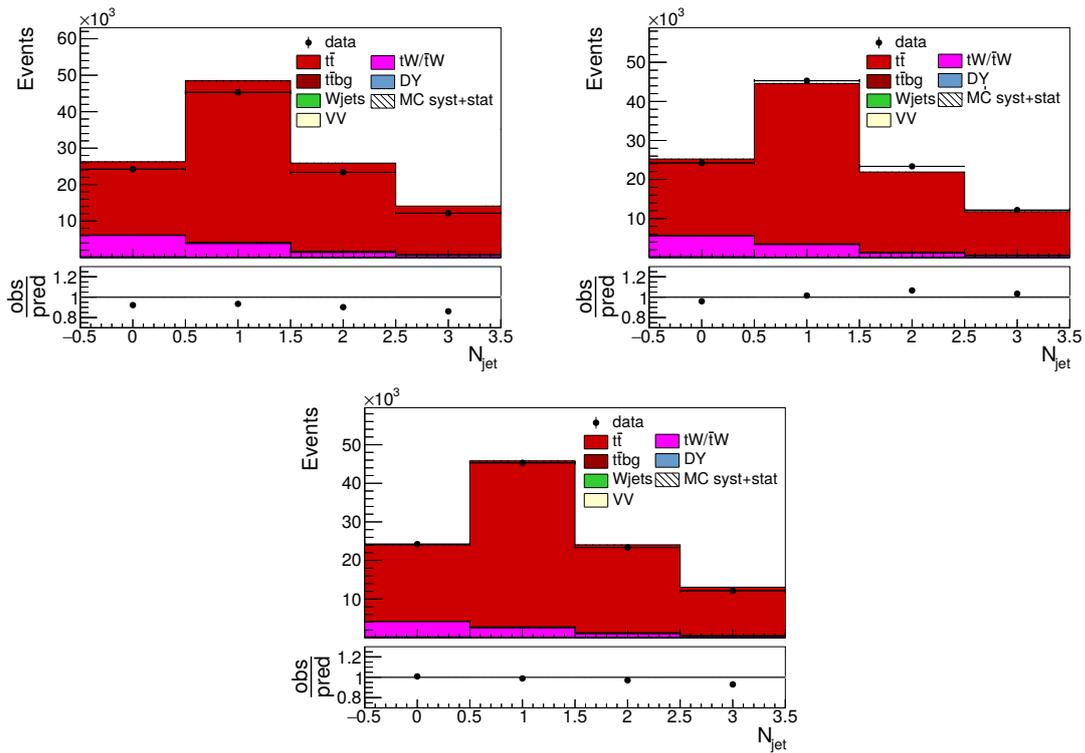 ×10³
Events
60
50
40
30
20
10
data
tt̄ tW/t̄W
tt̄bg DY
Wjets MC syst+stat
VV
obs
pred
1.2
1
0.8
−0.5 0 0.5 1 1.5 2 2.5 3 3.5
N_jet
×10³
Events
50
40
30
20
10
data
tt̄ tW/t̄W
tt̄bg DY
Wjets MC syst+stat
VV
obs
pred
1.2
1
0.8
−0.5 0 0.5 1 1.5 2 2.5 3 3.5
N_jet
×10³
Events
50
40
30
20
10
data
tt̄ tW/t̄W
tt̄bg DY
Wjets MC syst+stat
VV
obs
pred
1.2
1
0.8
−0.5 0 0.5 1 1.5 2 2.5 3 3.5
N_jet